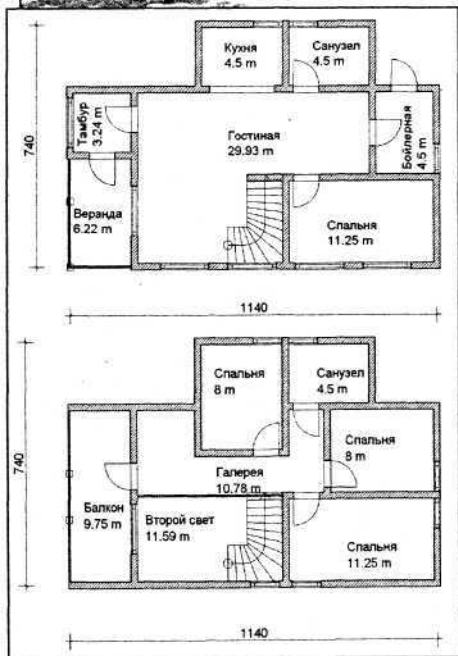 Кухня
4.5 m
Санузел
4.5 m
Тамбур
3.24 m
Гостиная
29.93 m
Бойлерная
4.5 m
740
Веранда
6.22 m
Спальня
11.25 m
1140
Спальня
8 m
Санузел
4.5 m
Спальня
8 m
740
Галерея
10.78 m
Балкон
9.75 m
Второй свет
11.59 m
Спальня
11.25 m
1140